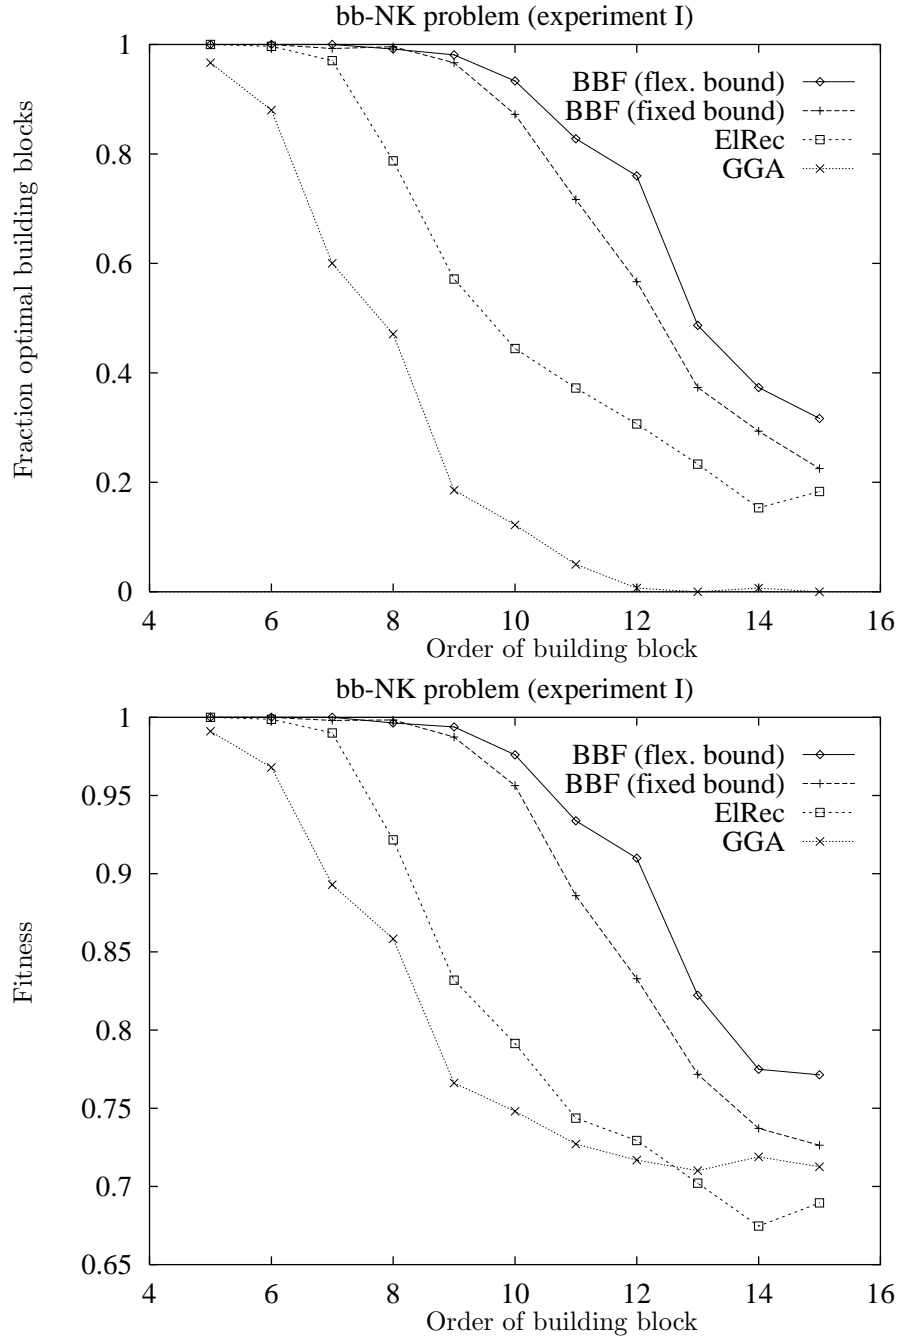 bb-NK problem (experiment I)
1
0.8
0.6
0.4
0.2
0
Fraction optimal building blocks
BBF (flex. bound)
BBF (fixed bound)
ElRec
GGA
4 6 8 10 12 14 16
Order of building block
bb-NK problem (experiment I)
1
0.95
0.9
0.85
0.8
0.75
0.7
0.65
Fitness
BBF (flex. bound)
BBF (fixed bound)
ElRec
GGA
4 6 8 10 12 14 16
Order of building block